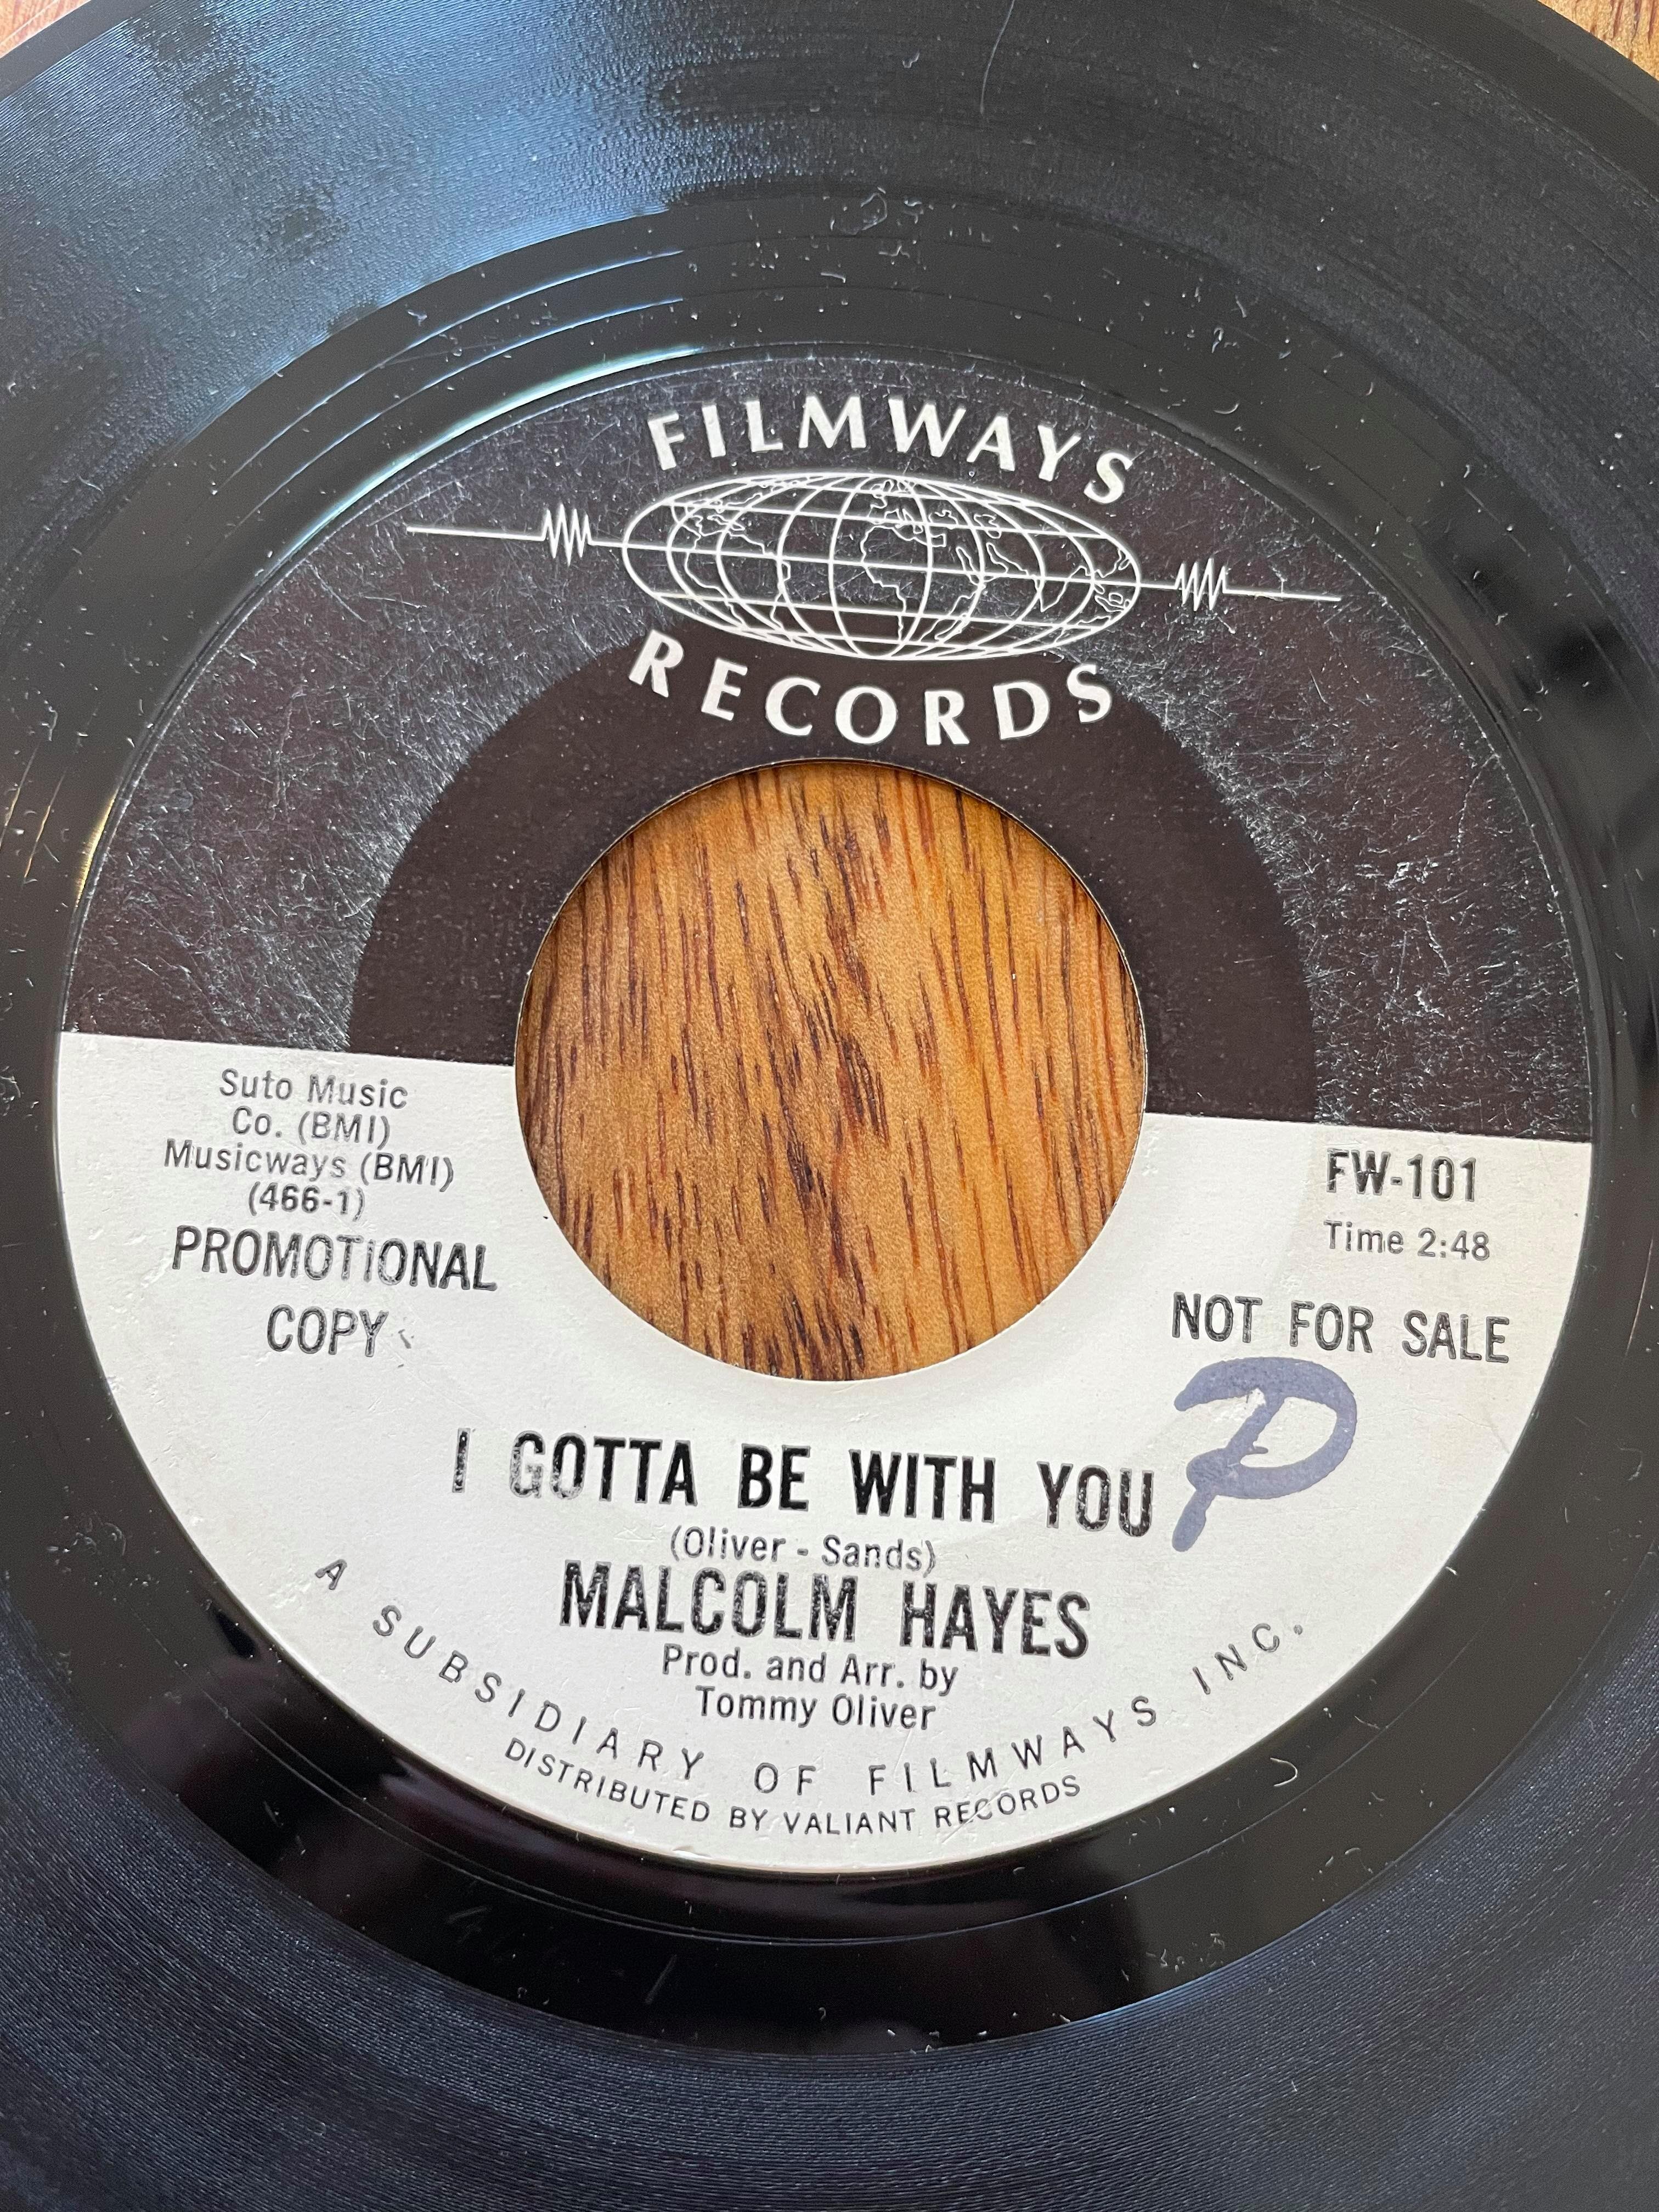 FILMWAYS
RECORDS
Suto Music
Co. (BMI)
Musicways (BMI)
(466-1)
PROMOTIONAL
COPY
FW-101
Time 2:48
NOT FOR SALE
P
I GOTTA BE WITH YOU
(Oliver - Sands)
MALCOLM HAYES
Prod. and Arr. by
Tommy Oliver
A SUBSIDIARY OF FILMWAYS INC.
DISTRIBUTED BY VALIANT RECORDS